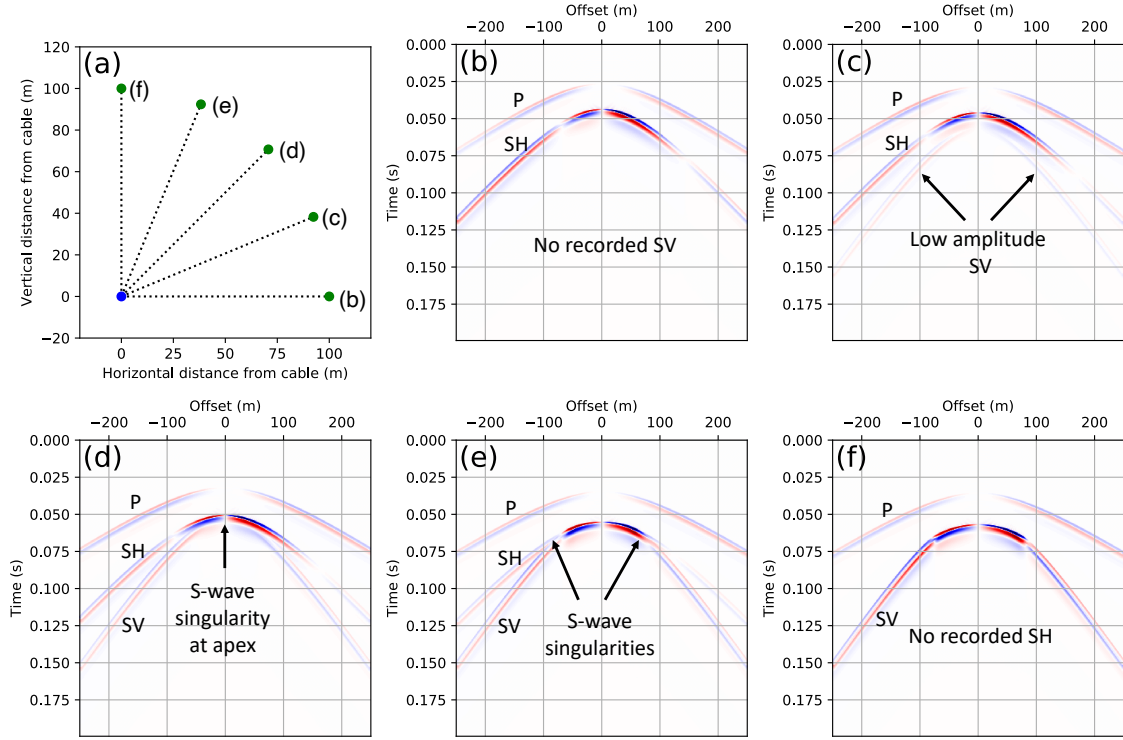 (a)
120
100
80
60
40
20
0
−20
Vertical distance from cable (m)
0 25 50 75 100
Horizontal distance from cable (m)
(f)
(e)
(d)
(c)
(b)
Offset (m)
−200 −100 0 100 200
(b)
0.000
0.025
0.050
0.075
0.100
0.125
0.150
0.175
Time (s)
P
SH
No recorded SV
Offset (m)
−200 −100 0 100 200
(c)
0.000
0.025
0.050
0.075
0.100
0.125
0.150
0.175
Time (s)
P
SH
Low amplitude
SV
Offset (m)
−200 −100 0 100 200
(d)
0.000
0.025
0.050
0.075
0.100
0.125
0.150
0.175
Time (s)
P
SH
SV
S-wave
singularity
at apex
Offset (m)
−200 −100 0 100 200
(e)
0.000
0.025
0.050
0.075
0.100
0.125
0.150
0.175
Time (s)
P
SH
SV
S-wave
singularities
Offset (m)
−200 −100 0 100 200
(f)
0.000
0.025
0.050
0.075
0.100
0.125
0.150
0.175
Time (s)
P
SV
No recorded SH